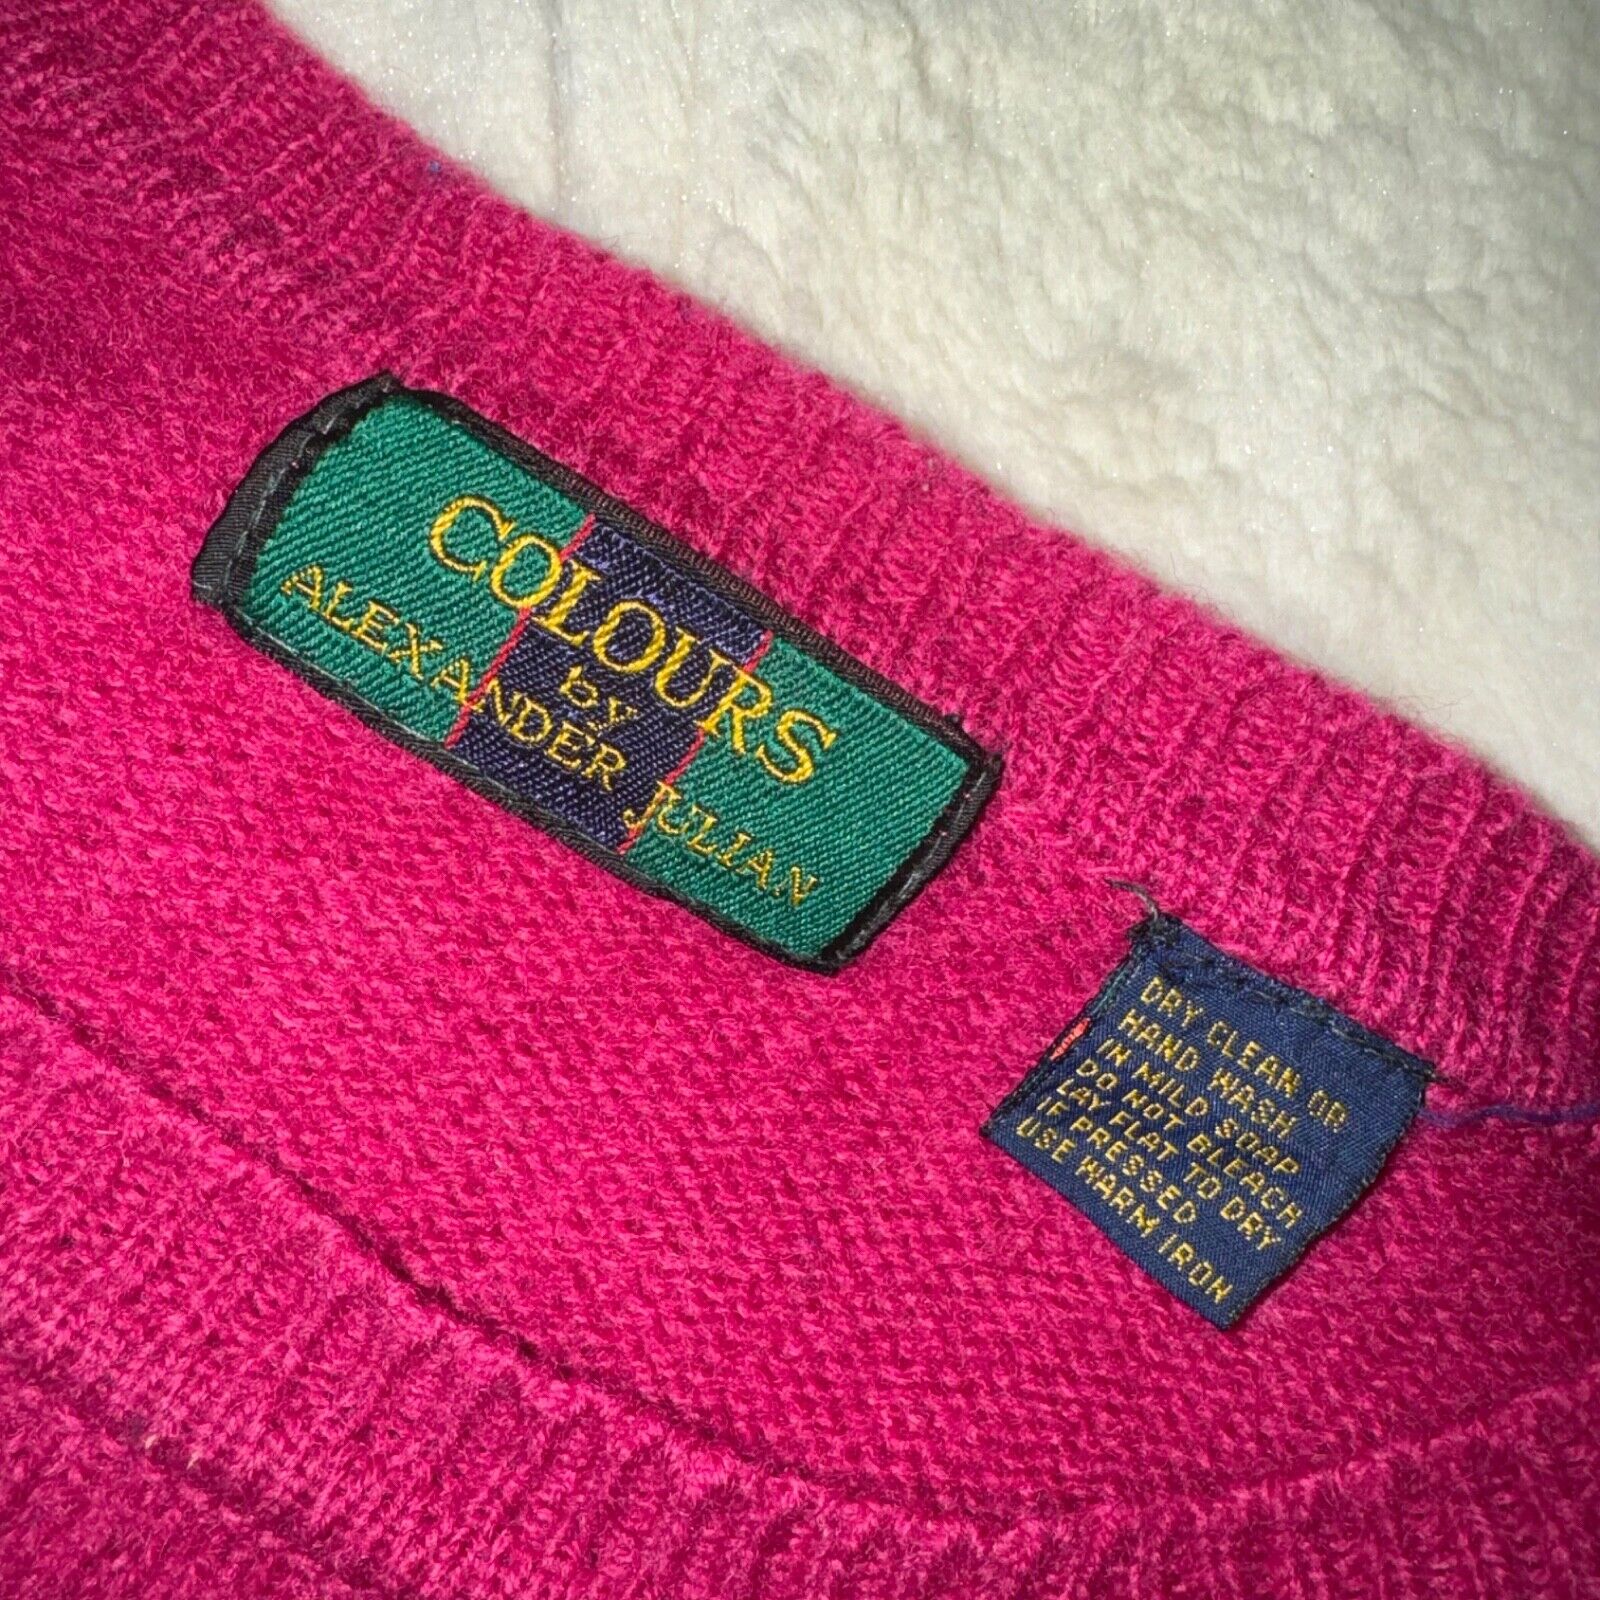 COLOURS
by
ALEXANDER JULIAN
DRY CLEAN OR
HAND WASH
IN MILD SOAP
DO NOT BLEACH
LAY FLAT TO DRY
IF PRESSED
USE WARM IRON